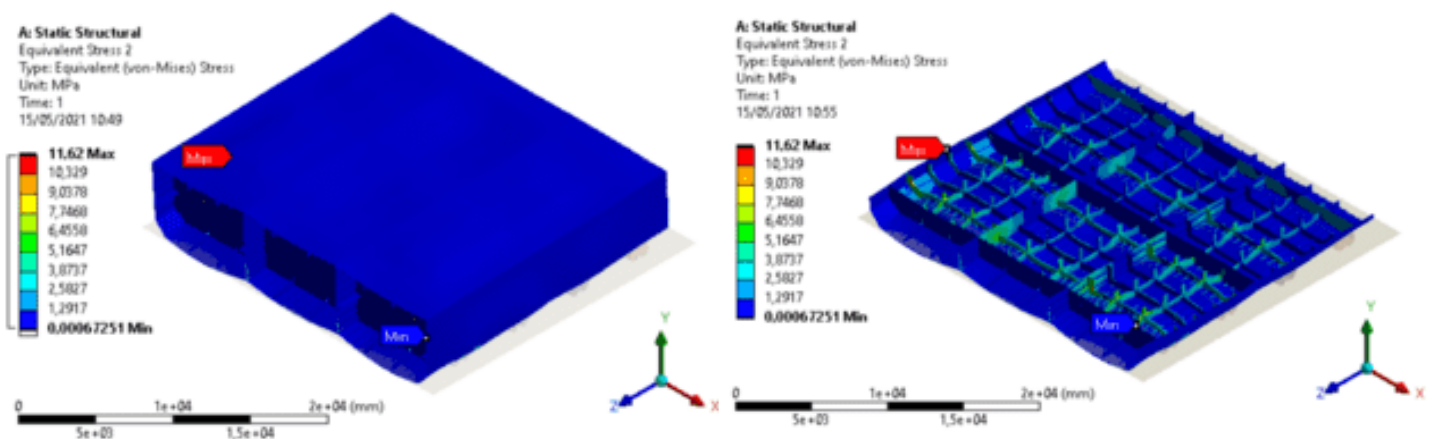 A: Static Structural
Equivalent Stress 2
Type: Equivalent (von-Mises) Stress
Unit: MPa
Time: 1
15/05/2021 10:49
11,62 Max
10,329
9,0378
7,7468
6,4558
5,1647
3,8737
2,5827
1,2917
0,00067251 Min
Max
Min
Y
Z
X
0
1e+04
2e+04 (mm)
5e+03
1,5e+04
A: Static Structural
Equivalent Stress 2
Type: Equivalent (von-Mises) Stress
Unit: MPa
Time: 1
15/05/2021 10:55
11,62 Max
10,329
9,0378
7,7468
6,4558
5,1647
3,8737
2,5827
1,2917
0,00067251 Min
Max
Min
Y
Z
X
0
1e+04
2e+04 (mm)
5e+03
1,5e+04